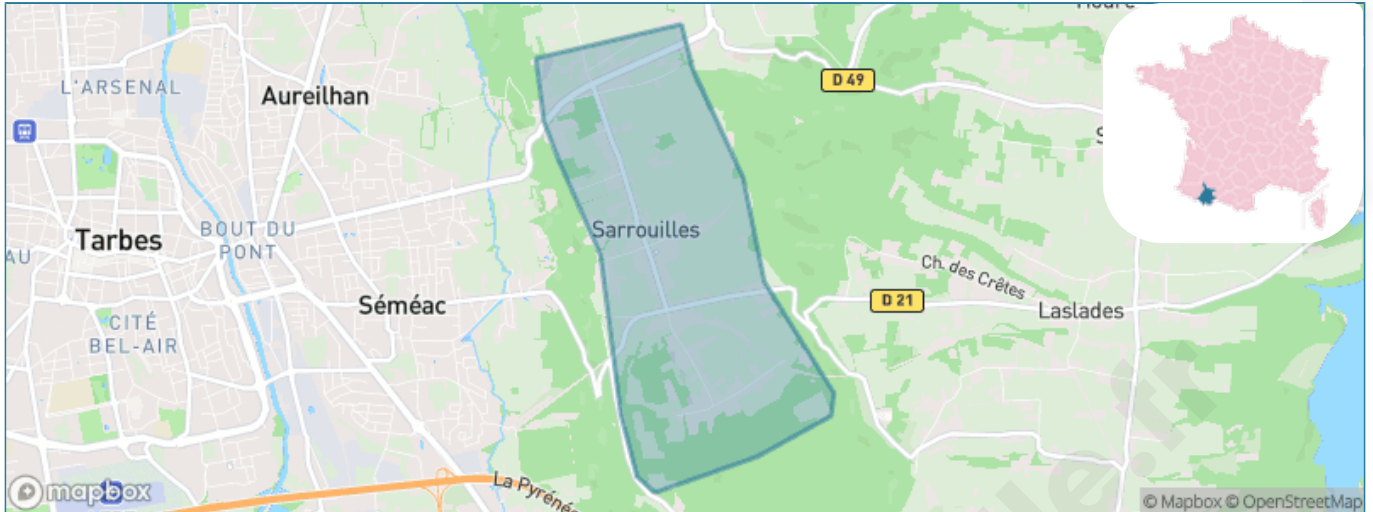 L'ARSENAL
Aureilhan
D 49
Tarbes
BOUT DU
PONT
AU
Sarrouilles
Séméac
CITÉ
BEL-AIR
Ch. des Crêtes
D 21
Laslades
La Pyréné
mapbox
© Mapbox © OpenStreetMap